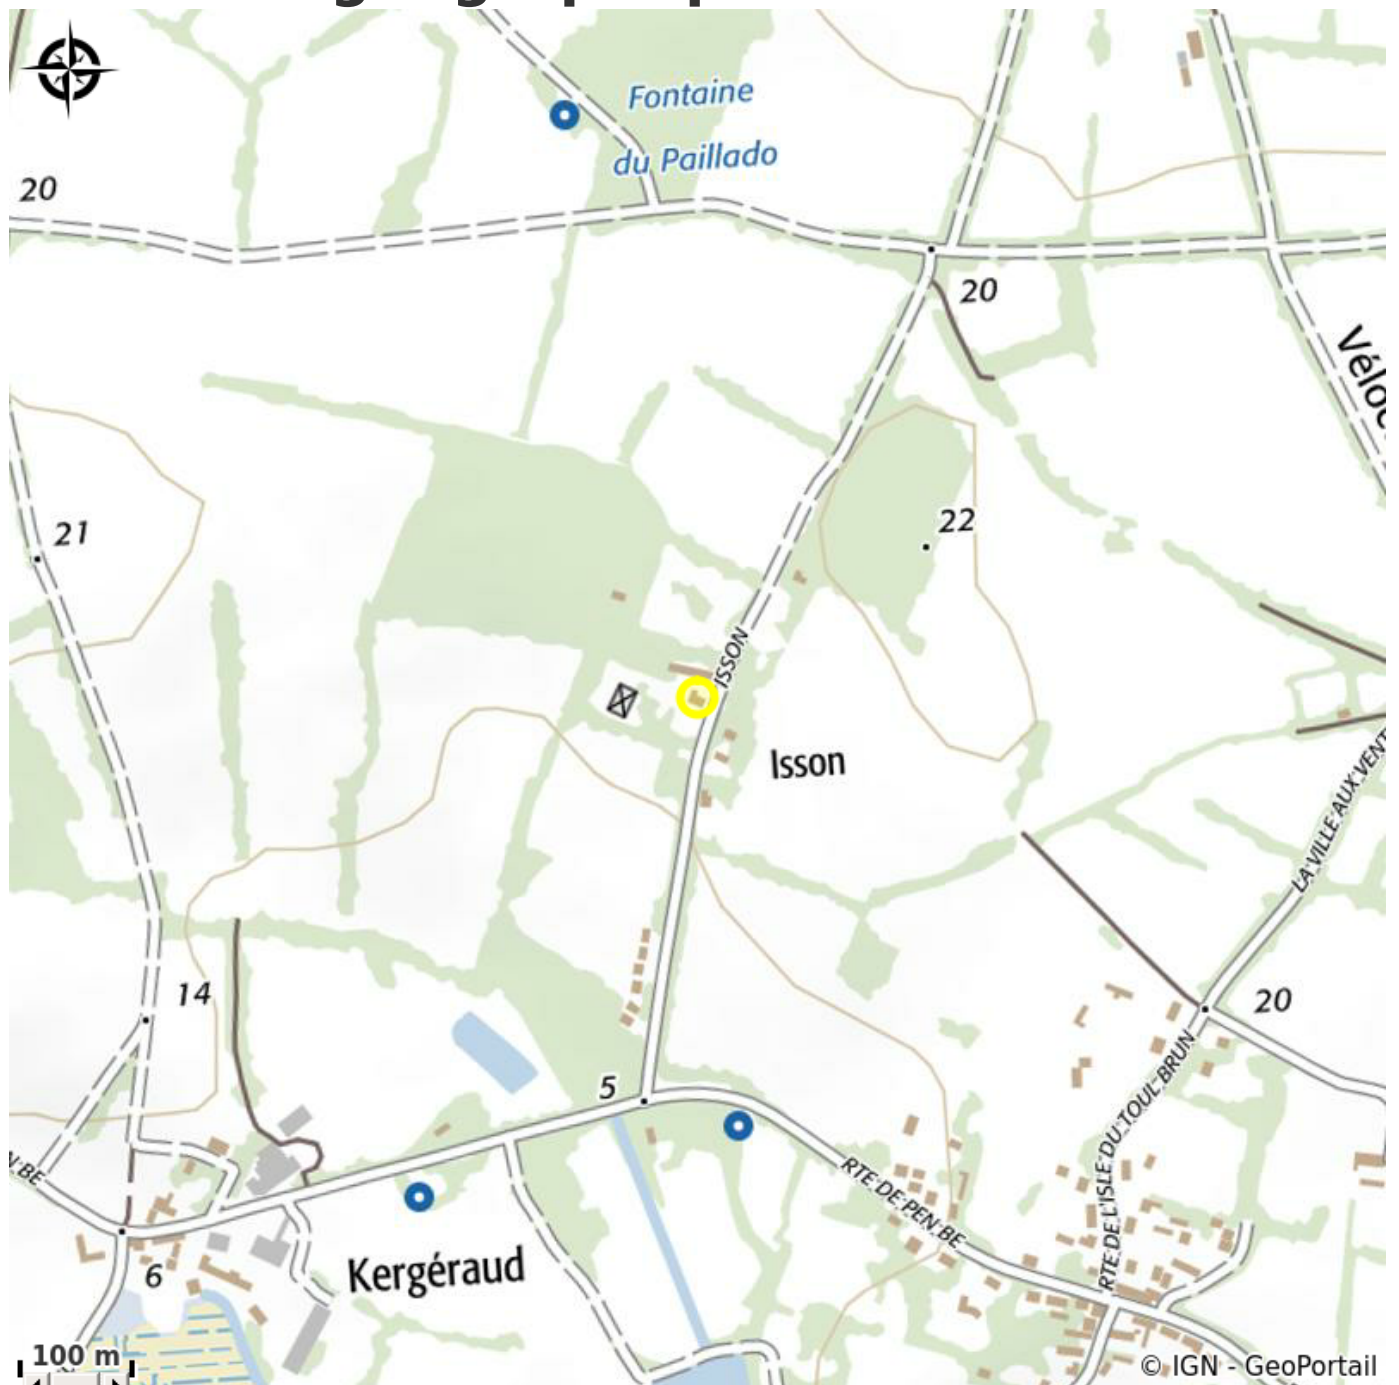 Fontaine
du Paillado
20
20
Véloc
21
22
ISSON
Isson
LA VILLE AUX VENT
14
20
5
RTE DE L'ISLE DU TOUL BRUN
N BE
RTE DE PEN BE
Kergéraud
6
100 m
© IGN - GeoPortail